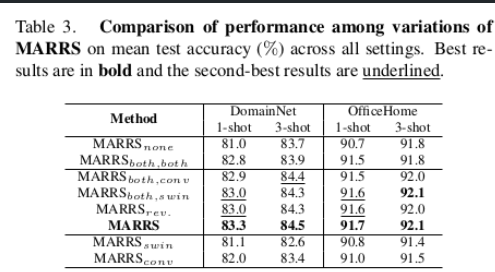 Table 3. Comparison of performance among variations of
MARRS on mean test accuracy (%) across all settings. Best re-
sults are in bold and the second-best results are underlined.
Method DomainNet OfficeHome
1-shot 3-shot 1-shot 3-shot
MARRS none 81.0 83.7 90.7 91.8
MARRS both,both 82.8 83.9 91.5 91.8
MARRS both,conv 82.9 84.4 91.5 92.0
MARRS both,swin 83.0 84.3 91.6 92.1
MARRS rev. 83.0 84.3 91.6 92.0
MARRS 83.3 84.5 91.7 92.1
MARRS swin 81.1 82.6 90.8 91.4
MARRS conv 82.0 83.4 91.0 91.5